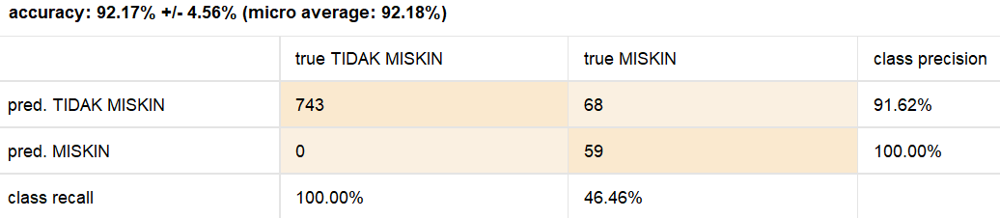 accuracy: 92.17% +/- 4.56% (micro average: 92.18%)
true TIDAK MISKIN true MISKIN class precision
pred. TIDAK MISKIN 743 68 91.62%
pred. MISKIN 0 59 100.00%
class recall 100.00% 46.46%